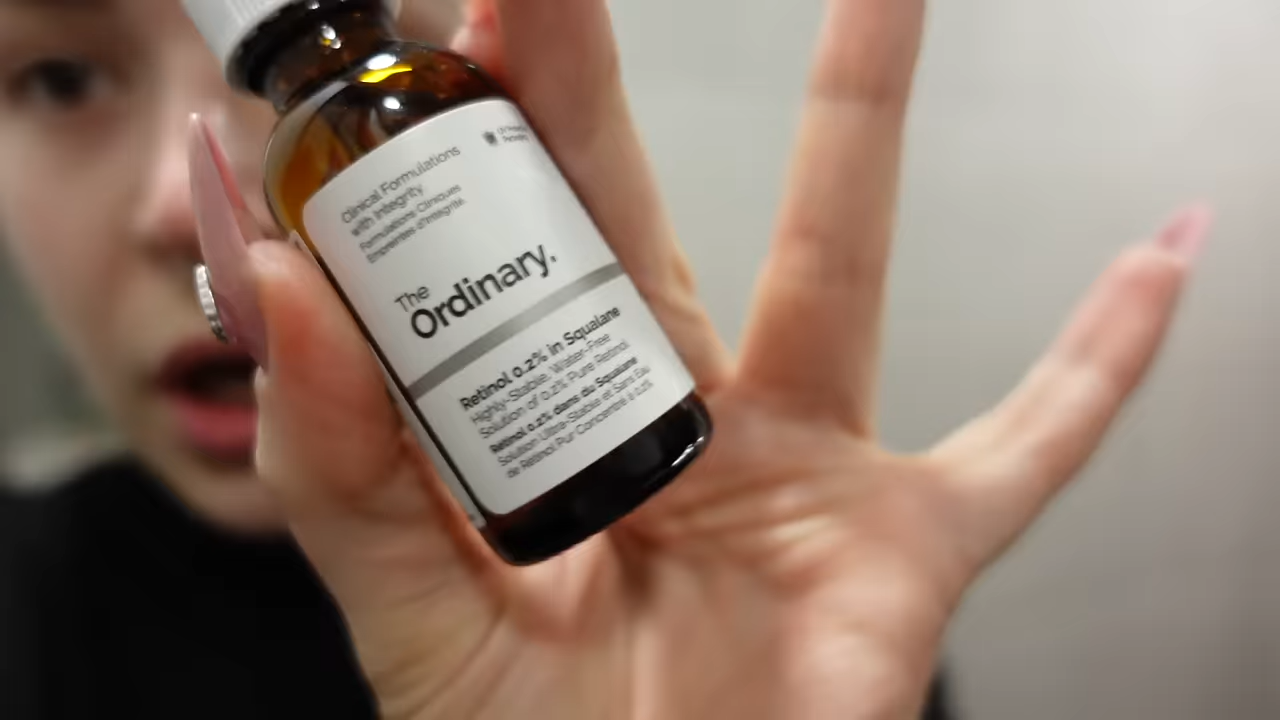 Clinical Formulations
with Integrity.
Formulations Cliniques
Empreintes d'Intégrité.
The
Ordinary.
Retinol 0.2% in Squalane
Highly-Stable, Water-Free
Solution of 0.2% Pure Retinol
Retinol 0.2% dans du Squalane
Solution Ultra-Stable et Sans Eau
de Rétinol Pur Concentré à 0.2%